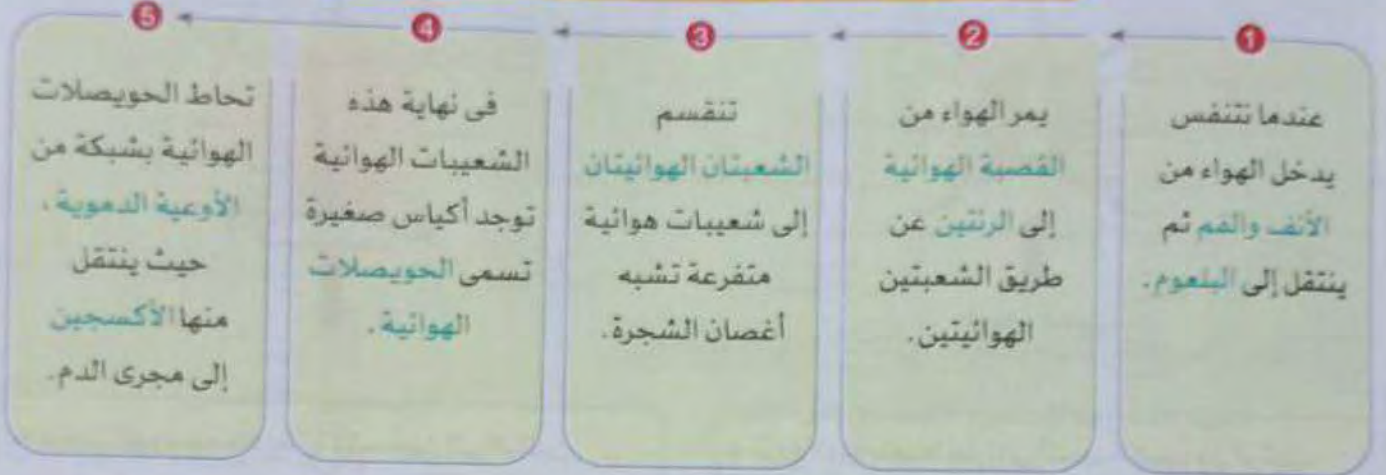 1
عندما نتنفس
يدخل الهواء من
الأنف والفم ثم
ينتقل إلى البلعوم.
2
يمر الهواء من
القصبة الهوائية
إلى الرئتين عن
طريق الشعبتين
الهوائيتين.
3
تنقسم
الشعبتان الهوائيتان
إلى شعيبات هوائية
متفرعة تشبه
أغصان الشجرة.
4
فى نهاية هذه
الشعيبات الهوائية
توجد أكياس صغيرة
تسمى الحويصلات
الهوائية.
5
تحاط الحويصلات
الهوائية بشبكة من
الأوعية الدموية،
حيث ينتقل
منها الأكسجين
إلى مجرى الدم.